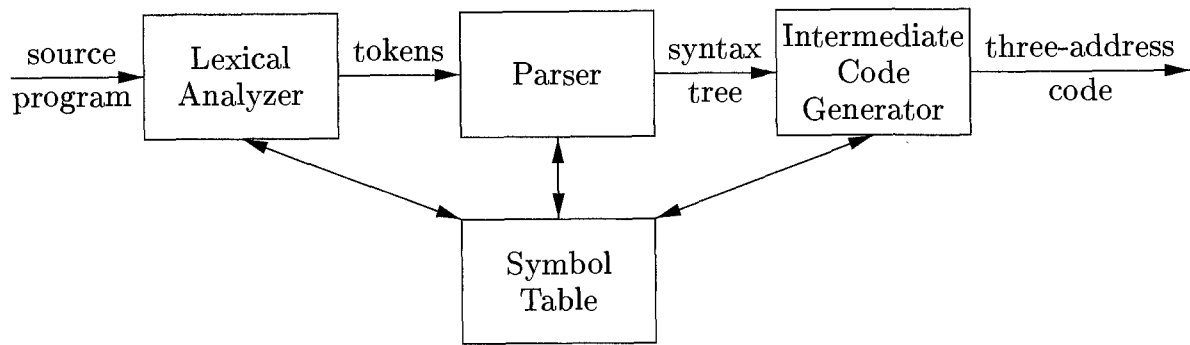 source
program
Lexical
Analyzer
tokens
Parser
syntax
tree
Intermediate
Code
Generator
three-address
code
Symbol
Table